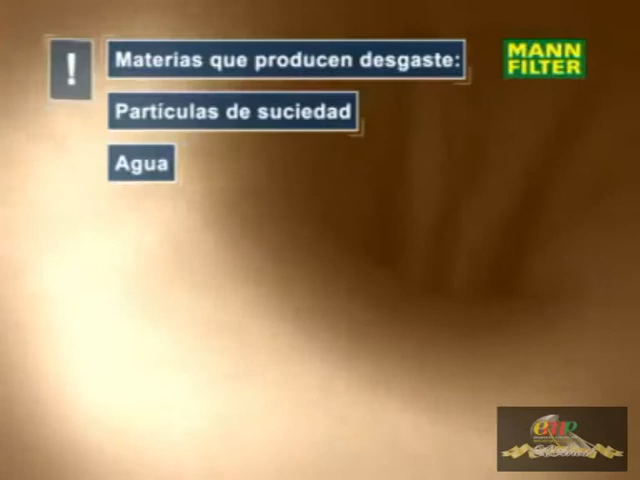 !
Materias que producen desgaste:
MANN
FILTER
Partículas de suciedad
Agua